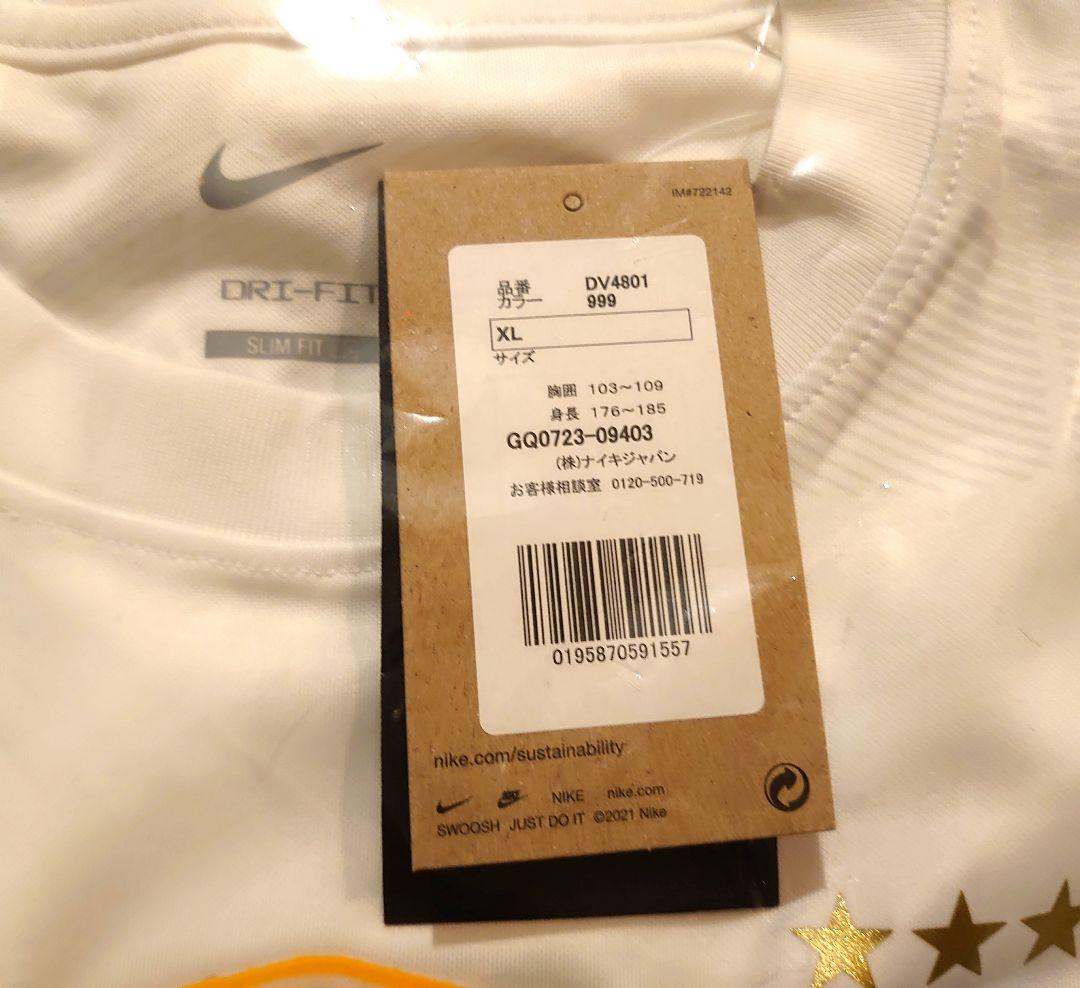 DRI-FIT
SLIM FIT
IM#722142
品番 DV4801
カラー 999
XL
サイズ
胸囲 103～109
身長 176～185
GQ0723-09403
(株)ナイキジャパン
お客様相談室 0120-500-719
0195870591557
nike.com/sustainability
NIKE nike.com
SWOOSH JUST DO IT ©2021 Nike